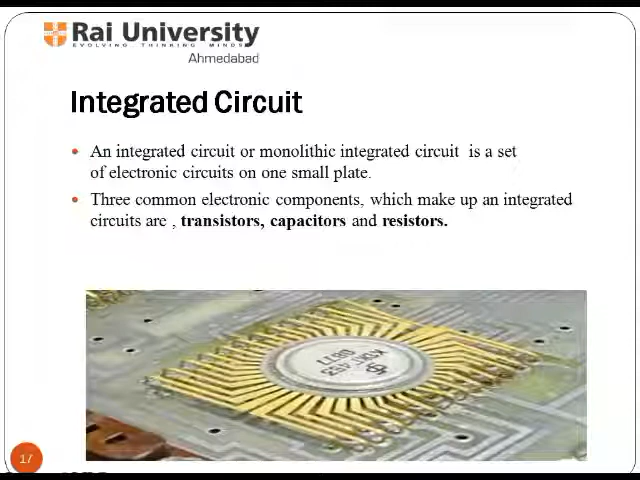 Rai University
EVOLVING. THINKING. MINDS
Ahmedabad
Integrated Circuit
• An integrated circuit or monolithic integrated circuit is a set
of electronic circuits on one small plate.
• Three common electronic components, which make up an integrated
circuits are , transistors, capacitors and resistors.
17